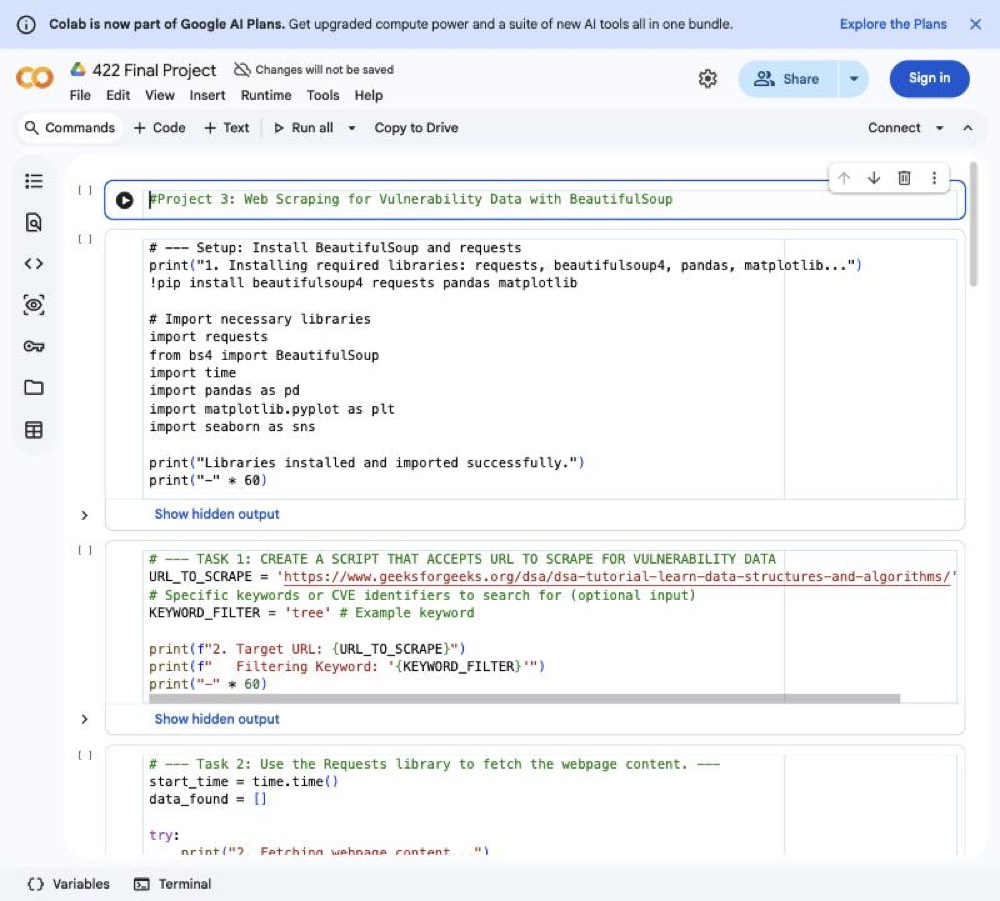 Colab is now part of Google AI Plans. Get upgraded compute power and a suite of new AI tools all in one bundle. Explore the Plans
422 Final Project Changes will not be saved
File Edit View Insert Runtime Tools Help
Share
Sign in
Commands + Code + Text Run all Copy to Drive Connect
[ ] #Project 3: Web Scraping for Vulnerability Data with BeautifulSoup
[ ]
# --- Setup: Install BeautifulSoup and requests
print("1. Installing required libraries: requests, beautifulsoup4, pandas, matplotlib...")
!pip install beautifulsoup4 requests pandas matplotlib
# Import necessary libraries
import requests
from bs4 import BeautifulSoup
import time
import pandas as pd
import matplotlib.pyplot as plt
import seaborn as sns
print("Libraries installed and imported successfully.")
print("-" * 60)
Show hidden output
[ ]
# --- TASK 1: CREATE A SCRIPT THAT ACCEPTS URL TO SCRAPE FOR VULNERABILITY DATA
URL_TO_SCRAPE = 'https://www.geeksforgeeks.org/dsa/dsa-tutorial-learn-data-structures-and-algorithms/'
# Specific keywords or CVE identifiers to search for (optional input)
KEYWORD_FILTER = 'tree' # Example keyword
print(f"2. Target URL: {URL_TO_SCRAPE}")
print(f"   Filtering Keyword: '{KEYWORD_FILTER}'")
print("-" * 60)
Show hidden output
[ ]
# --- Task 2: Use the Requests library to fetch the webpage content. ---
start_time = time.time()
data_found = []
try:
print("2. Fetching webpage content...")
Variables Terminal